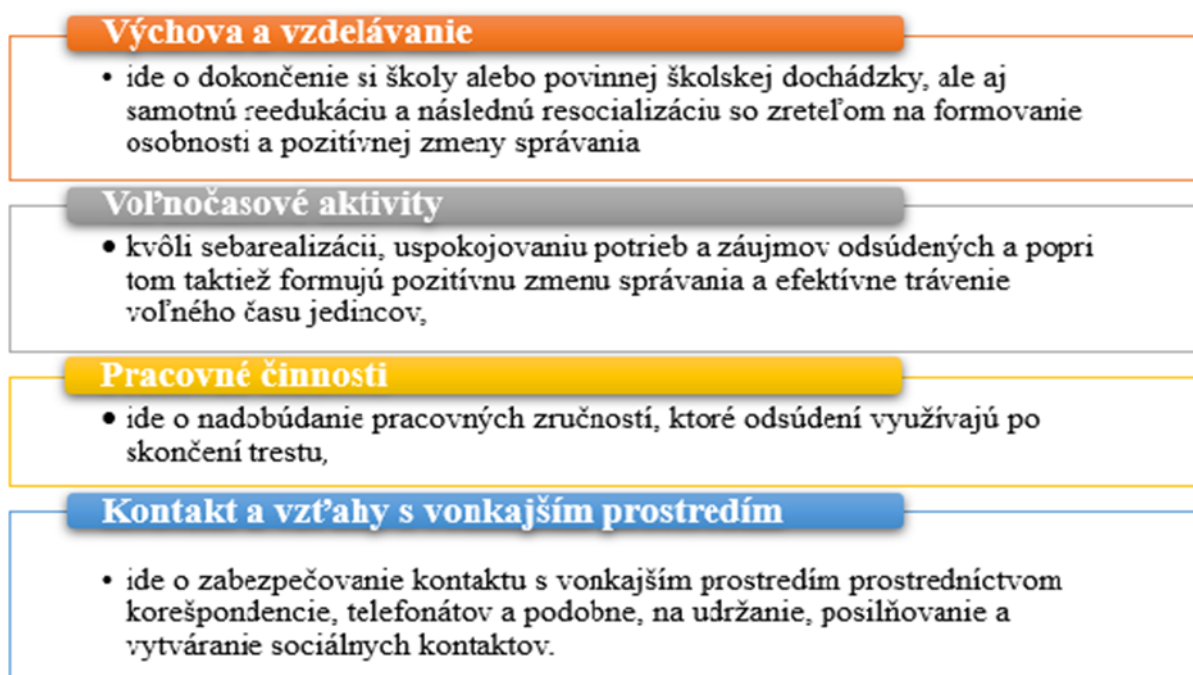 Výchova a vzdelávanie
• ide o dokončenie si školy alebo povinnej školskej dochádzky, ale aj
samotnú reedukáciu a následnú resocializáciu so zreteľom na formovanie
osobnosti a pozitívnej zmeny správania
Voľnočasové aktivity
• kvôli sebarealizácii, uspokojovaniu potrieb a záujmov odsúdených a popri
tom taktiež formujú pozitívnu zmenu správania a efektívne trávenie
voľného času jedincov,
Pracovné činnosti
• ide o nadobúdanie pracovných zručností, ktoré odsúdení využívajú po
skončení trestu,
Kontakt a vzťahy s vonkajším prostredím
• ide o zabezpečovanie kontaktu s vonkajším prostredím prostredníctvom
korešpondencie, telefonátov a podobne, na udržanie, posilňovanie a
vytváranie sociálnych kontaktov.